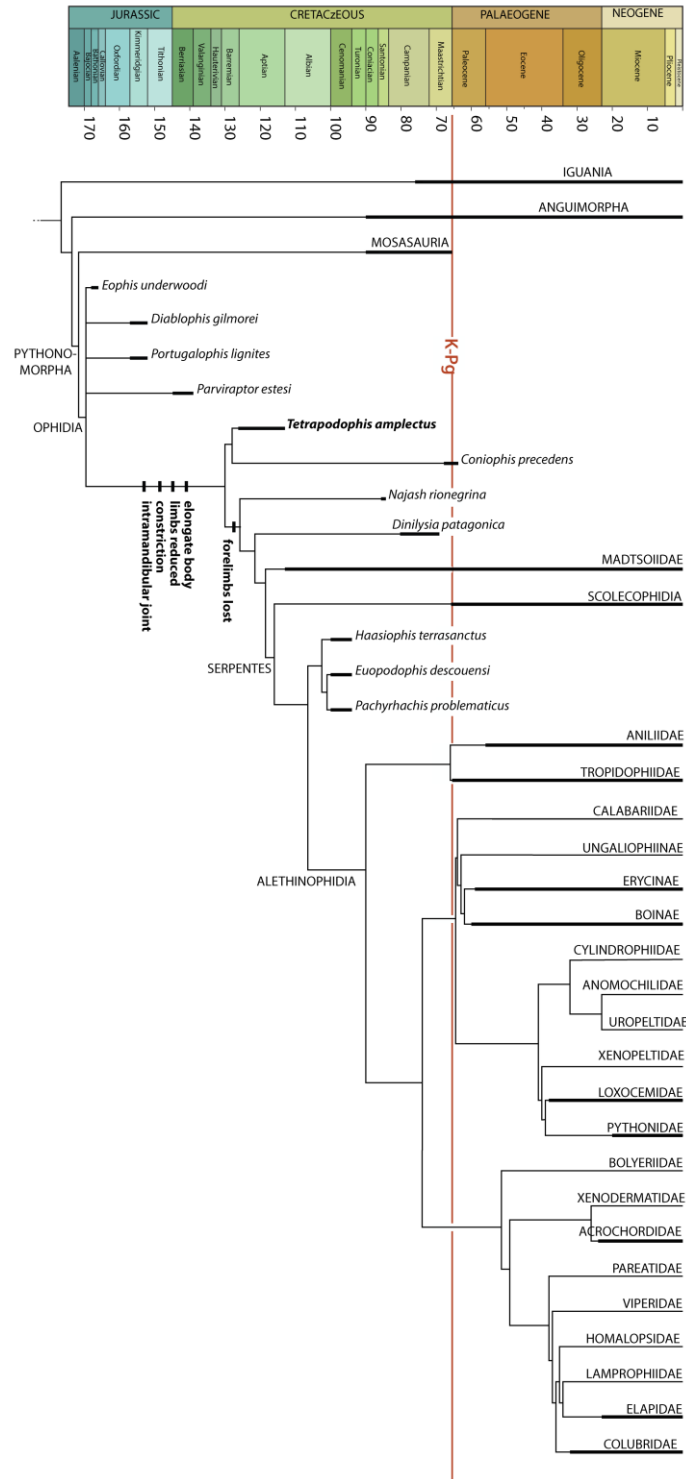 JURASSIC
CRETACzEOUS
PALAEOGENE
NEOGENE
Aalenian
Bajocian
Bathonian
Callovian
Oxfordian
Kimmeridgian
Tithonian
Berriasian
Valanginian
Hauterivian
Barremian
Aptian
Albian
Cenomanian
Turonian
Coniacian
Santonian
Campanian
Maastrichtian
Paleocene
Eocene
Oligocene
Miocene
Pliocene
170
160
150
140
130
120
110
100
90
80
70
60
50
40
30
20
10
IGUANIA
ANGUIMORPHA
MOSASAURIA
Eophis underwoodi
Diablophis gilmorei
K-Pg
PYTHONO-
MORPHA
Portugalophis lignites
Parviraptor estesi
OPHIDIA
Tetrapodophis amplectus
Coniophis precedens
intramandibular joint
constriction
limbs reduced
elongate body
forelimbs lost
Najash rionegrina
Dinilysia patagonica
MADTSOIIDAE
SCOLECOPHIDIA
Haasiophis terrasanctus
SERPENTES
Euopodophis descouensi
Pachyrhachis problematicus
ANILIIDAE
TROPIDOPHIIDAE
CALABARIIDAE
UNGALIOPHIINAE
ALETHINOPHIDIA
ERYCINAE
BOINAE
CYLINDROPHIIDAE
ANOMOCHILIDAE
UROPELTIDAE
XENOPELTIDAE
LOXOCEMIDAE
PYTHONIDAE
BOLYERIIDAE
XENODERMATIDAE
ACROCHORDIDAE
PAREATIDAE
VIPERIDAE
HOMALOPSIDAE
LAMPROPHIIDAE
ELAPIDAE
COLUBRIDAE